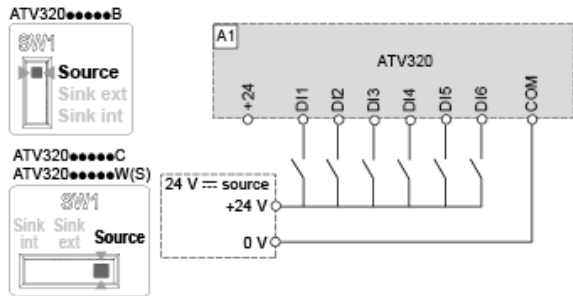 ATV320●●●●●B
SW1
Source
Sink ext
Sink int
ATV320●●●●●C
ATV320●●●●●W(S)
SW1
Sink int
Sink ext
Source
A1
ATV320
+24
DI1
DI2
DI3
DI4
DI5
DI6
COM
24 V ⎓ source
+24 V
0 V